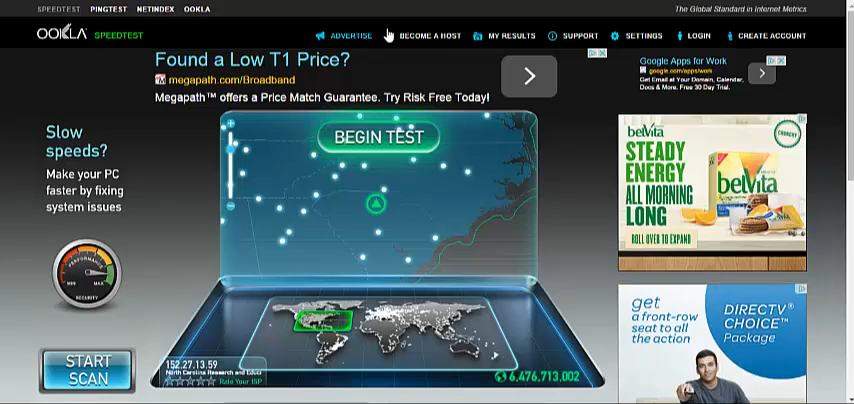 SPEEDTEST PINGTEST NETINDEX OOKLA
The Global Standard in Internet Metrics
OOKLA SPEEDTEST
ADVERTISE BECOME A HOST MY RESULTS SUPPORT SETTINGS LOGIN CREATE ACCOUNT
Found a Low T1 Price?
megapath.com/Broadband
Megapath™ offers a Price Match Guarantee. Try Risk Free Today!
Google Apps for Work
google.com/apps/work
Get Email at Your Domain, Calendar,
Docs & More. Free 30 Day Trial.
Slow
speeds?
Make your PC
faster by fixing
system issues
PERFORMANCE
MIN MAX
SECURITY
START
SCAN
BEGIN TEST
152.27.13.59
North Carolina Research and Educ
Rate Your ISP
6,476,713,002
belVita
STEADY
ENERGY
ALL MORNING
LONG
ROLL OVER TO EXPAND
CRUNCHY
belVita
get
a front-row
seat to all
the action
DIRECTV®
CHOICE™
Package